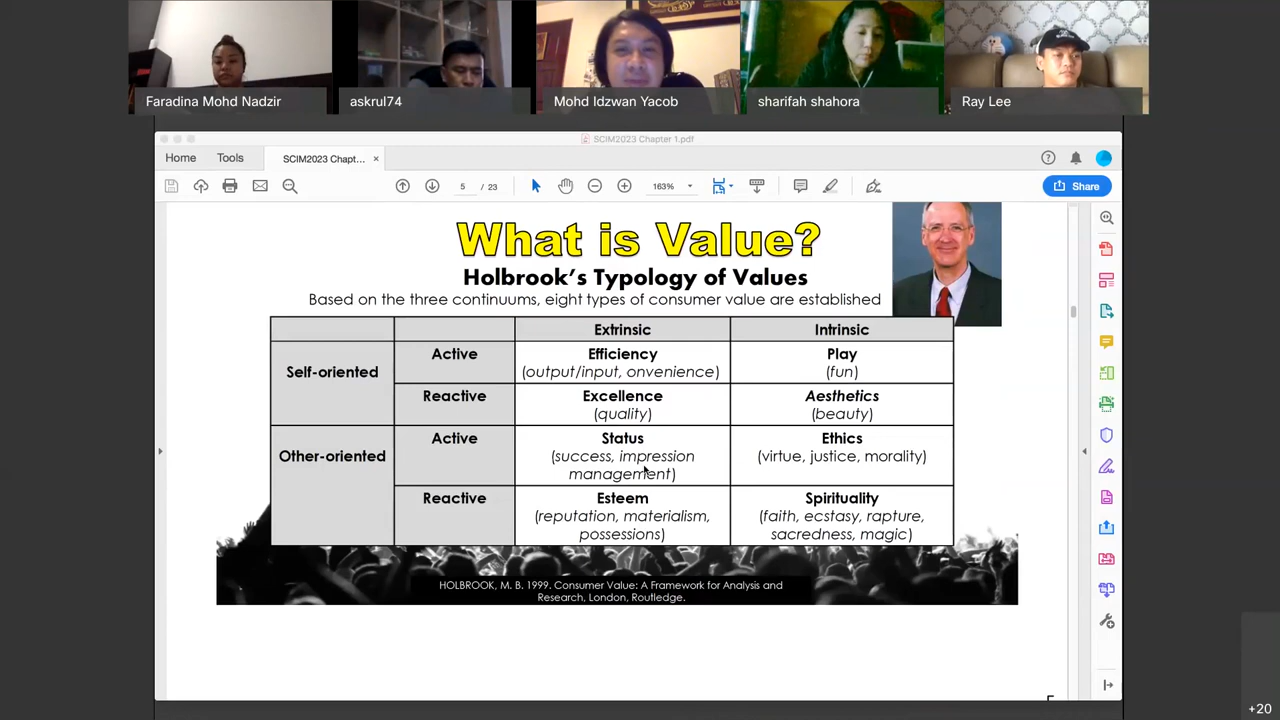 Faradina Mohd Nadzir
askrul74
Mohd Idzwan Yacob
sharifah shahora
Ray Lee
SCIM2023 Chapter 1.pdf
Home
Tools
SCIM2023 Chapt...
5
/ 23
163%
Share
What is Value?
Holbrook's Typology of Values
Based on the three continuums, eight types of consumer value are established
Extrinsic
Intrinsic
Self-oriented
Active
Efficiency
(output/input, onvenience)
Play
(fun)
Reactive
Excellence
(quality)
Aesthetics
(beauty)
Other-oriented
Active
Status
(success, impression
management)
Ethics
(virtue, justice, morality)
Reactive
Esteem
(reputation, materialism,
possessions)
Spirituality
(faith, ecstasy, rapture,
sacredness, magic)
HOLBROOK, M. B. 1999. Consumer Value: A Framework for Analysis and
Research, London, Routledge.
+20